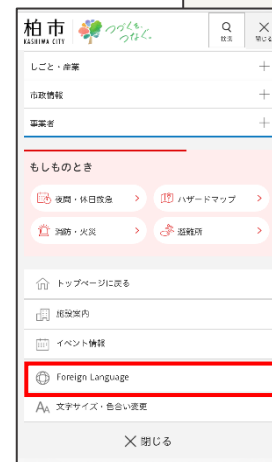 柏市
KASHIWA CITY
つづくを、
つなぐ。
検索
閉じる
しごと・産業
市政情報
事業者
もしものとき
夜間・休日救急
ハザードマップ
消防・火災
避難所
トップページに戻る
施設案内
イベント情報
Foreign Language
文字サイズ・色合い変更
閉じる